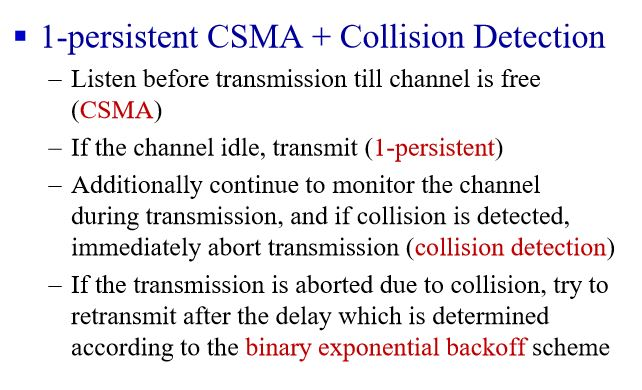 ▪ 1-persistent CSMA + Collision Detection
– Listen before transmission till channel is free
(CSMA)
– If the channel idle, transmit (1-persistent)
– Additionally continue to monitor the channel
during transmission, and if collision is detected,
immediately abort transmission (collision detection)
– If the transmission is aborted due to collision, try to
retransmit after the delay which is determined
according to the binary exponential backoff scheme